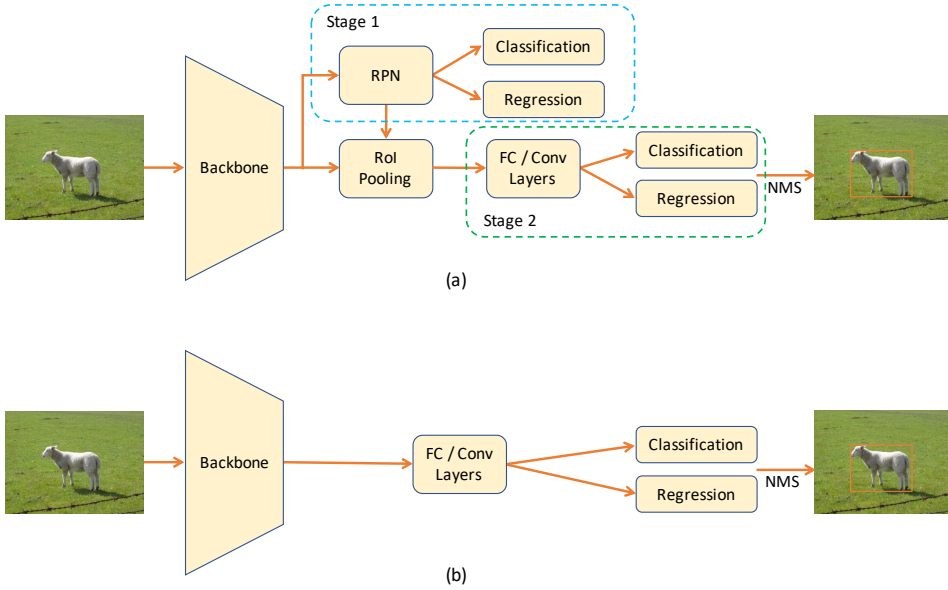 Stage 1
Classification
RPN
Regression
Backbone
RoI
Pooling
FC / Conv
Layers
Classification
Regression
NMS
Stage 2
(a)
Backbone
FC / Conv
Layers
Classification
Regression
NMS
(b)